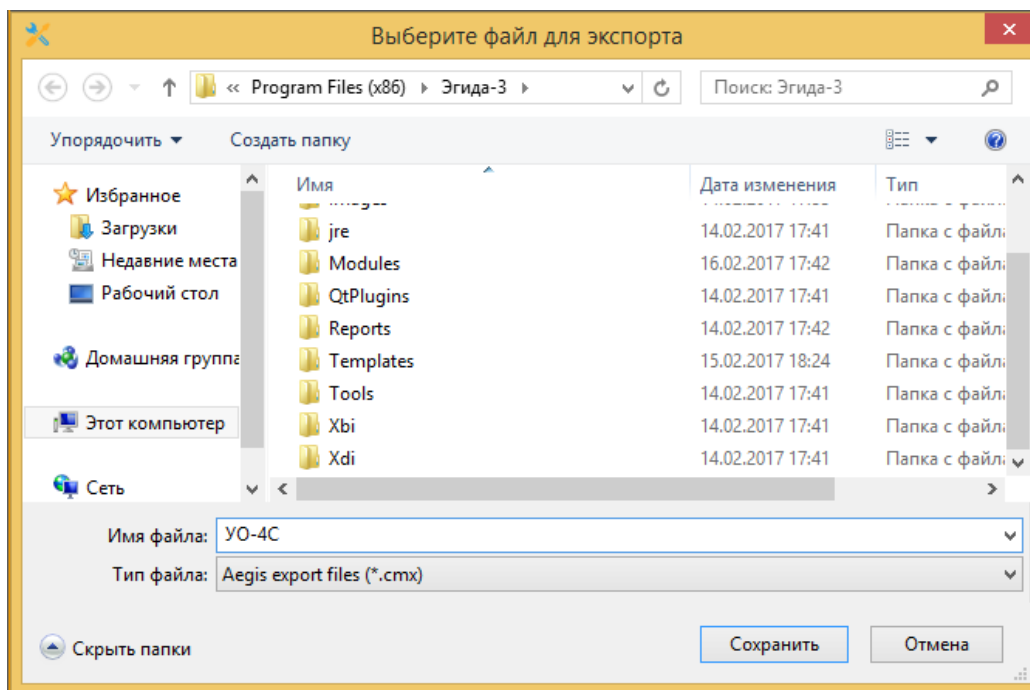 Выберите файл для экспорта
« Program Files (x86) Эгида-3
Поиск: Эгида-3
Упорядочить Создать папку
Избранное
Загрузки
Недавние места
Рабочий стол
Домашняя группа
Этот компьютер
Сеть
Имя Дата изменения Тип
jre 14.02.2017 17:41 Папка с файла
Modules 16.02.2017 17:42 Папка с файла
QtPlugins 14.02.2017 17:41 Папка с файла
Reports 14.02.2017 17:42 Папка с файла
Templates 15.02.2017 18:24 Папка с файла
Tools 14.02.2017 17:41 Папка с файла
Xbi 14.02.2017 17:41 Папка с файла
Xdi 14.02.2017 17:41 Папка с файла
Имя файла: УО-4С
Тип файла: Aegis export files (*.cmx)
Скрыть папки
Сохранить Отмена